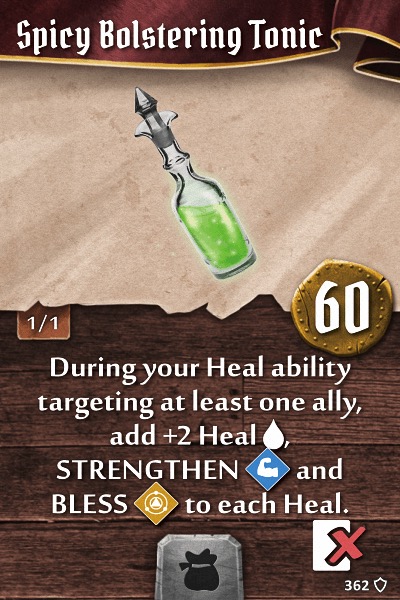 Spicy Bolstering Tonic
60
1/1
During your Heal ability
targeting at least one ally,
add +2 Heal,
STRENGTHEN and
BLESS to each Heal.
362